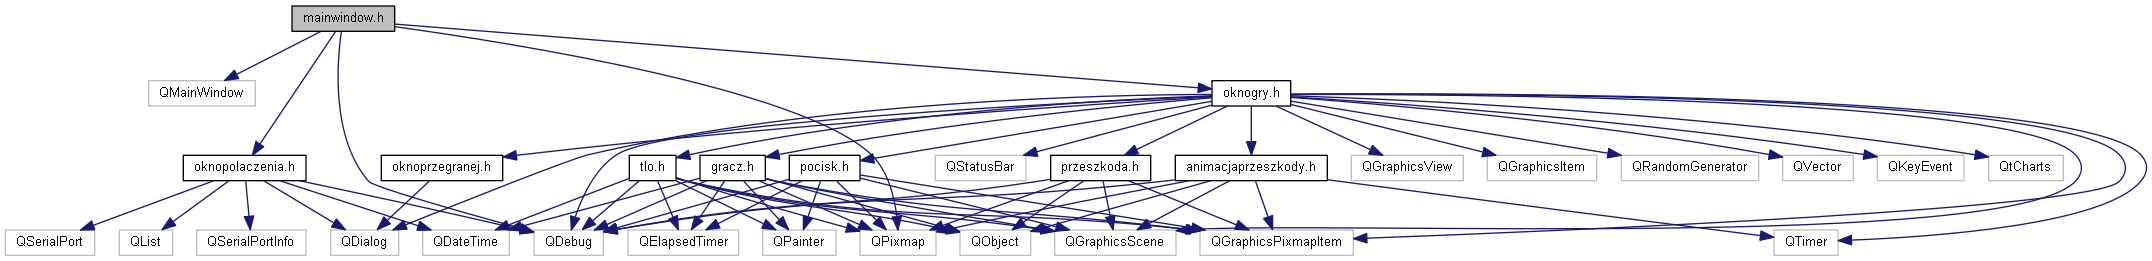 mainwindow.h
QMainWindow
oknogry.h
oknopolaczenia.h
oknoprzegranej.h
tlo.h
gracz.h
pocisk.h
QStatusBar
przeszkoda.h
animacjaprzeszkody.h
QGraphicsView
QGraphicsItem
QRandomGenerator
QVector
QKeyEvent
QtCharts
QSerialPort
QList
QSerialPortInfo
QDialog
QDateTime
QDebug
QElapsedTimer
QPainter
QPixmap
QObject
QGraphicsScene
QGraphicsPixmapItem
QTimer